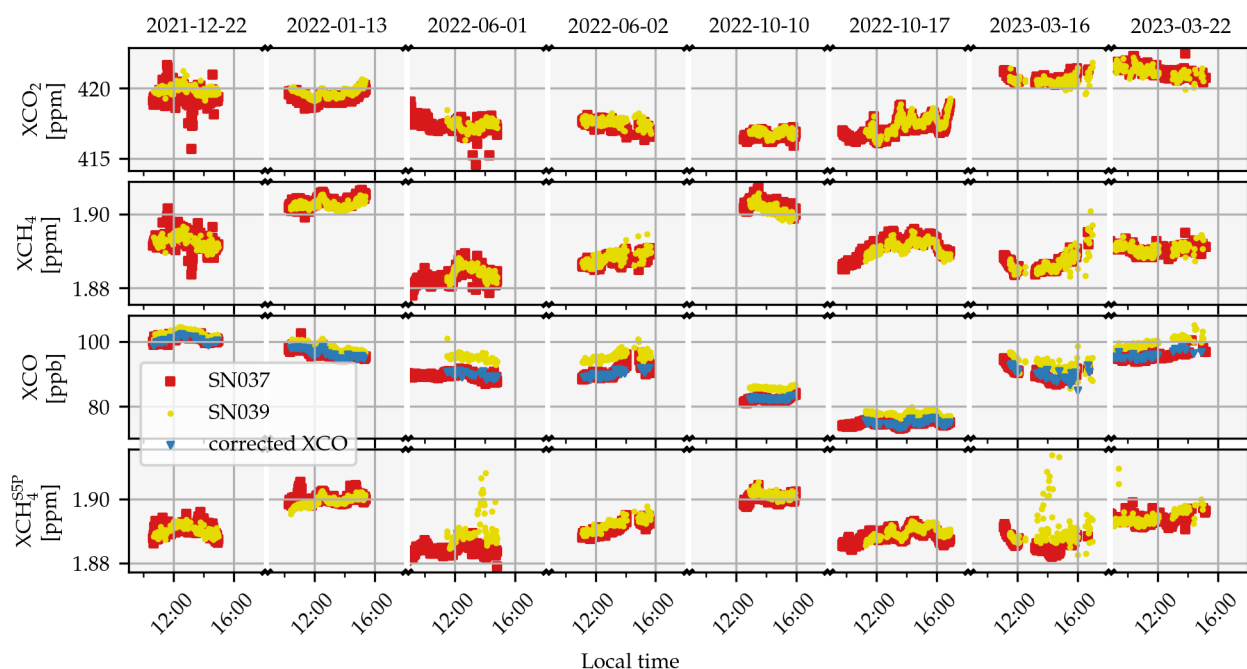 2021-12-22 2022-01-13 2022-06-01 2022-06-02 2022-10-10 2022-10-17 2023-03-16 2023-03-22
XCO₂
[ppm]
420
415
XCH₄
[ppm]
1.90
1.88
XCO
[ppb]
100
80
SN037
SN039
corrected XCO
XCH₄^S5P
[ppm]
1.90
1.88
12:00 16:00 12:00 16:00 12:00 16:00 12:00 16:00 12:00 16:00 12:00 16:00 12:00 16:00 12:00 16:00
Local time